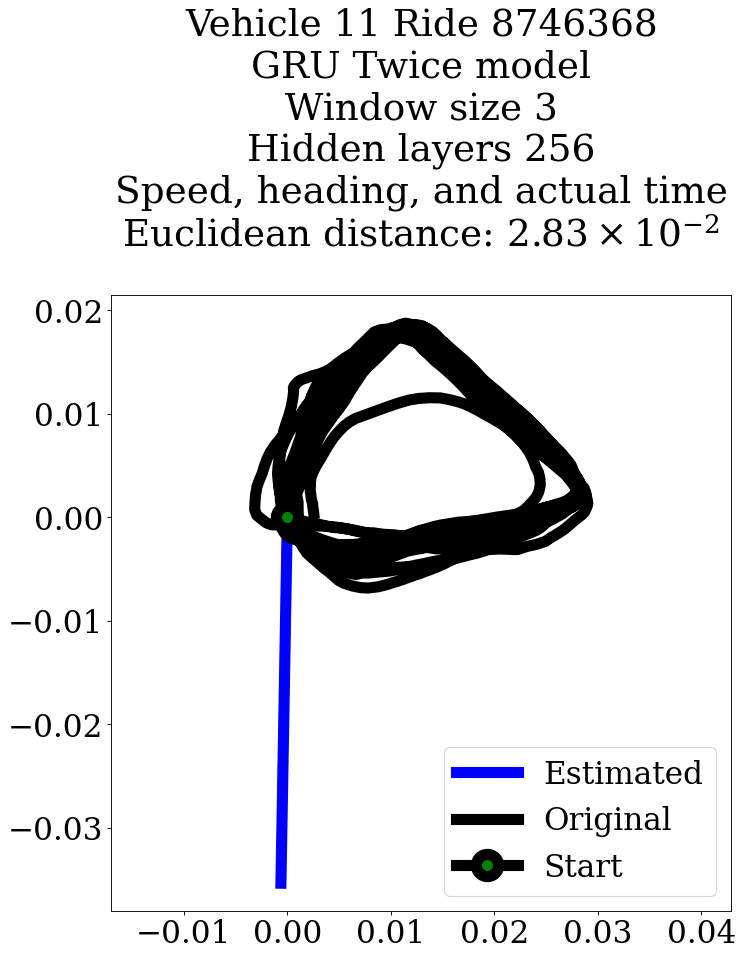 Vehicle 11 Ride 8746368
GRU Twice model
Window size 3
Hidden layers 256
Speed, heading, and actual time
Euclidean distance: 2.83 × 10⁻²
0.02
0.01
0.00
−0.01
−0.02
−0.03
Estimated
Original
Start
−0.01 0.00 0.01 0.02 0.03 0.04